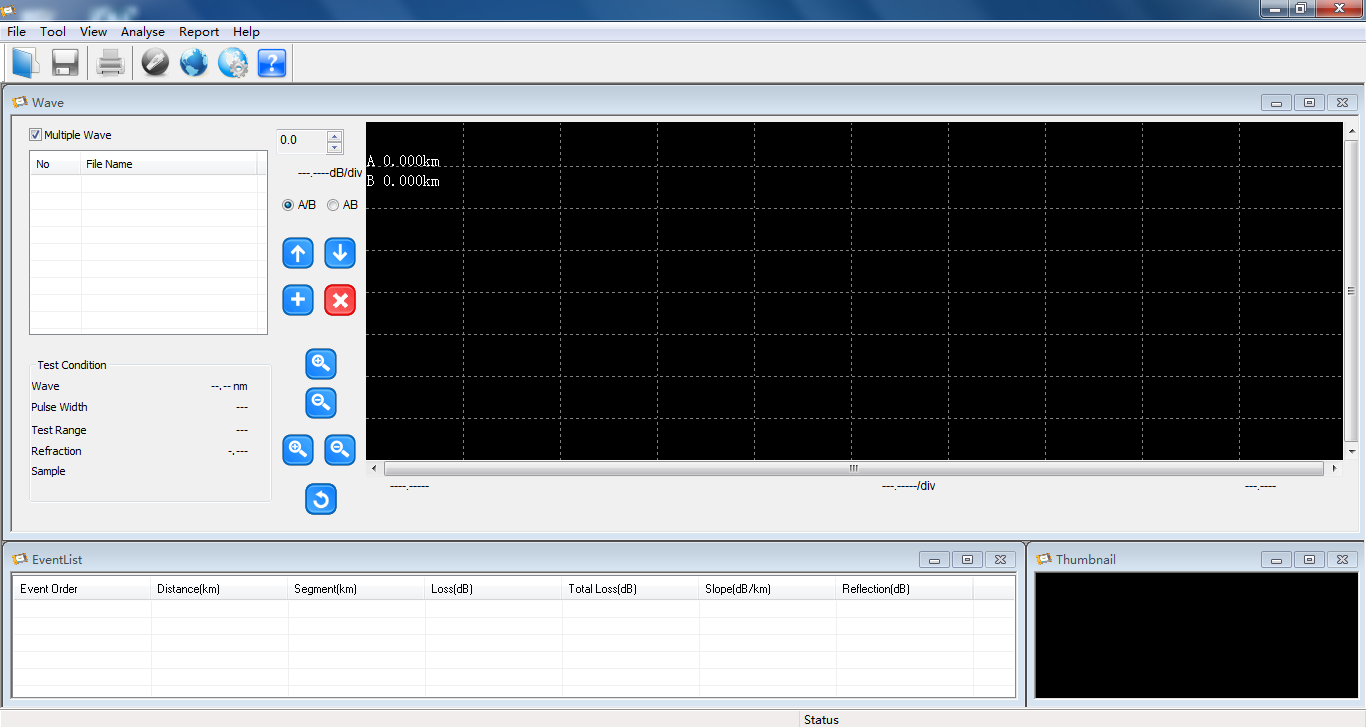 File Tool View Analyse Report Help
Wave
Multiple Wave
No File Name
0.0
---.----dB/div
A/B AB
A 0.000km
B 0.000km
Test Condition
Wave --.-- nm
Pulse Width ---
Test Range ---
Refraction -.---
Sample
----.----- ---.-----/div ---.----
EventList
Event Order Distance(km) Segment(km) Loss(dB) Total Loss(dB) Slope(dB/km) Reflection(dB)
Thumbnail
Status